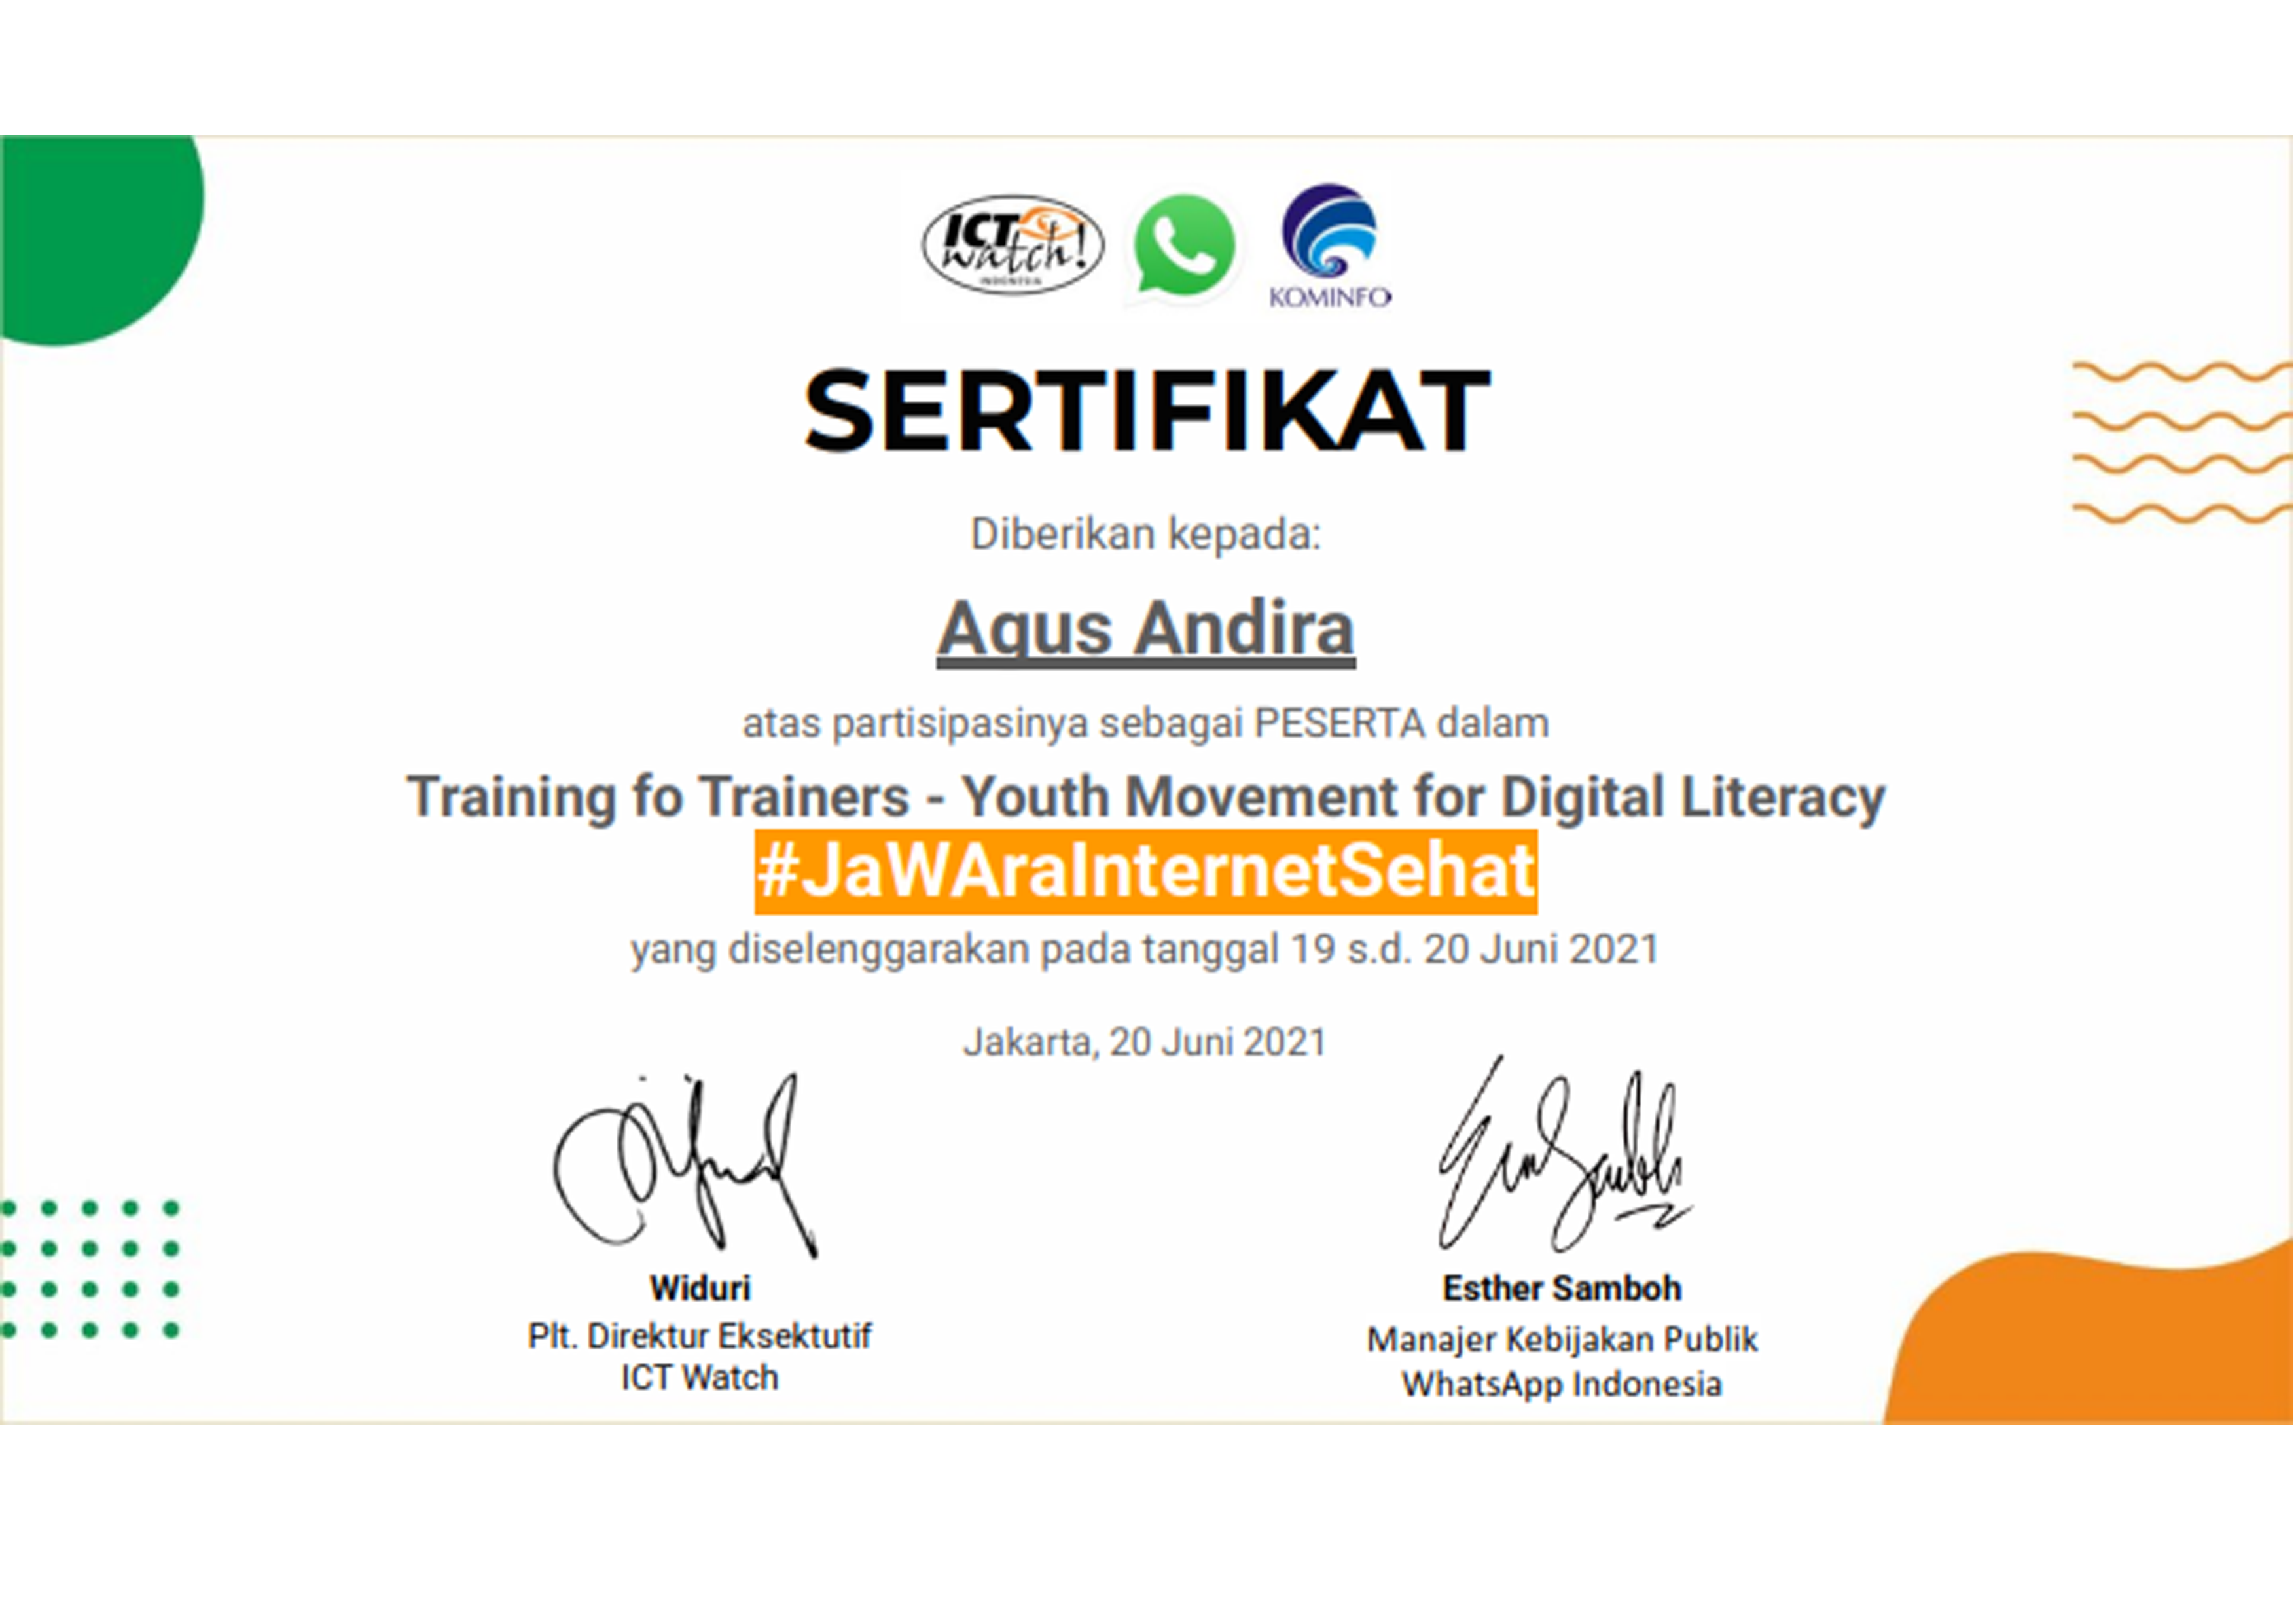 ICT
watch!
INDONESIA
KOMINFO
SERTIFIKAT
Diberikan kepada:
Agus Andira
atas partisipasinya sebagai PESERTA dalam
Training fo Trainers - Youth Movement for Digital Literacy
#JaWAraInternetSehat
yang diselenggarakan pada tanggal 19 s.d. 20 Juni 2021
Jakarta, 20 Juni 2021
Widuri
Plt. Direktur Eksektutif
ICT Watch
Esther Samboh
Manajer Kebijakan Publik
WhatsApp Indonesia